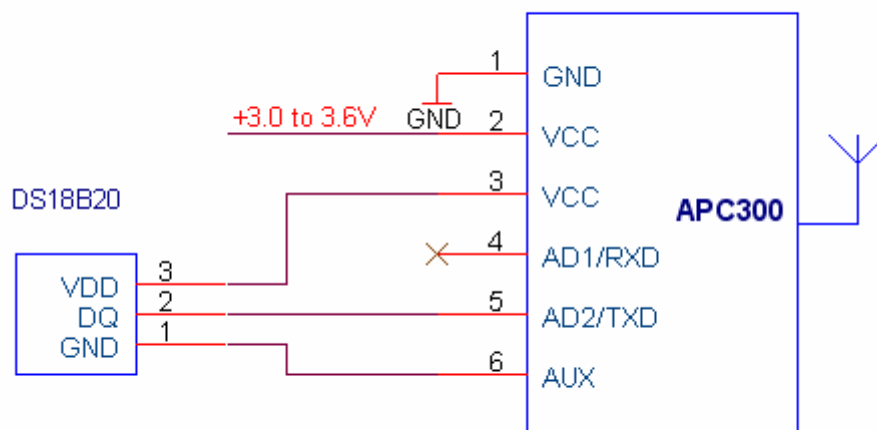 1 GND
+3.0 to 3.6V GND 2 VCC
3 VCC
DS18B20
APC300
4 AD1/RXD
VDD 3
DQ 2 5 AD2/TXD
GND 1
6 AUX